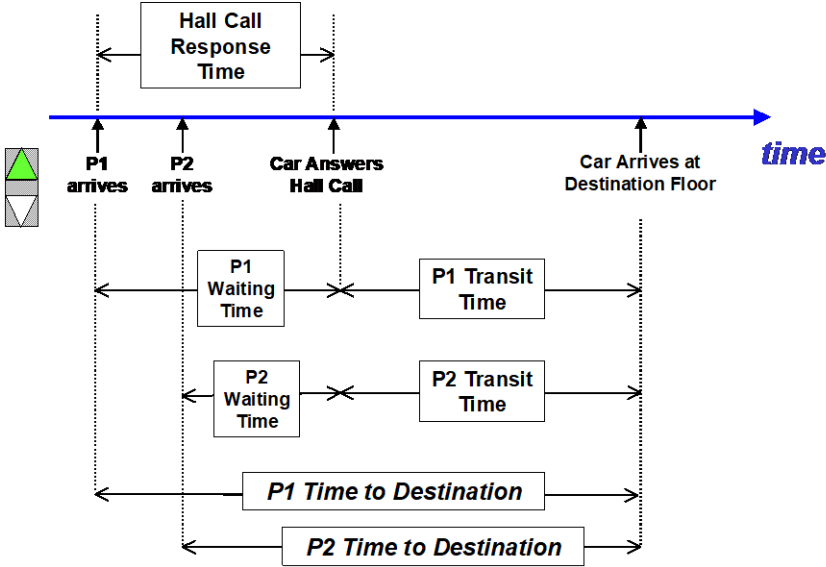 Hall Call
Response
Time
time
P1
arrives
P2
arrives
Car Answers
Hall Call
Car Arrives at
Destination Floor
P1
Waiting
Time
P1 Transit
Time
P2
Waiting
Time
P2 Transit
Time
P1 Time to Destination
P2 Time to Destination